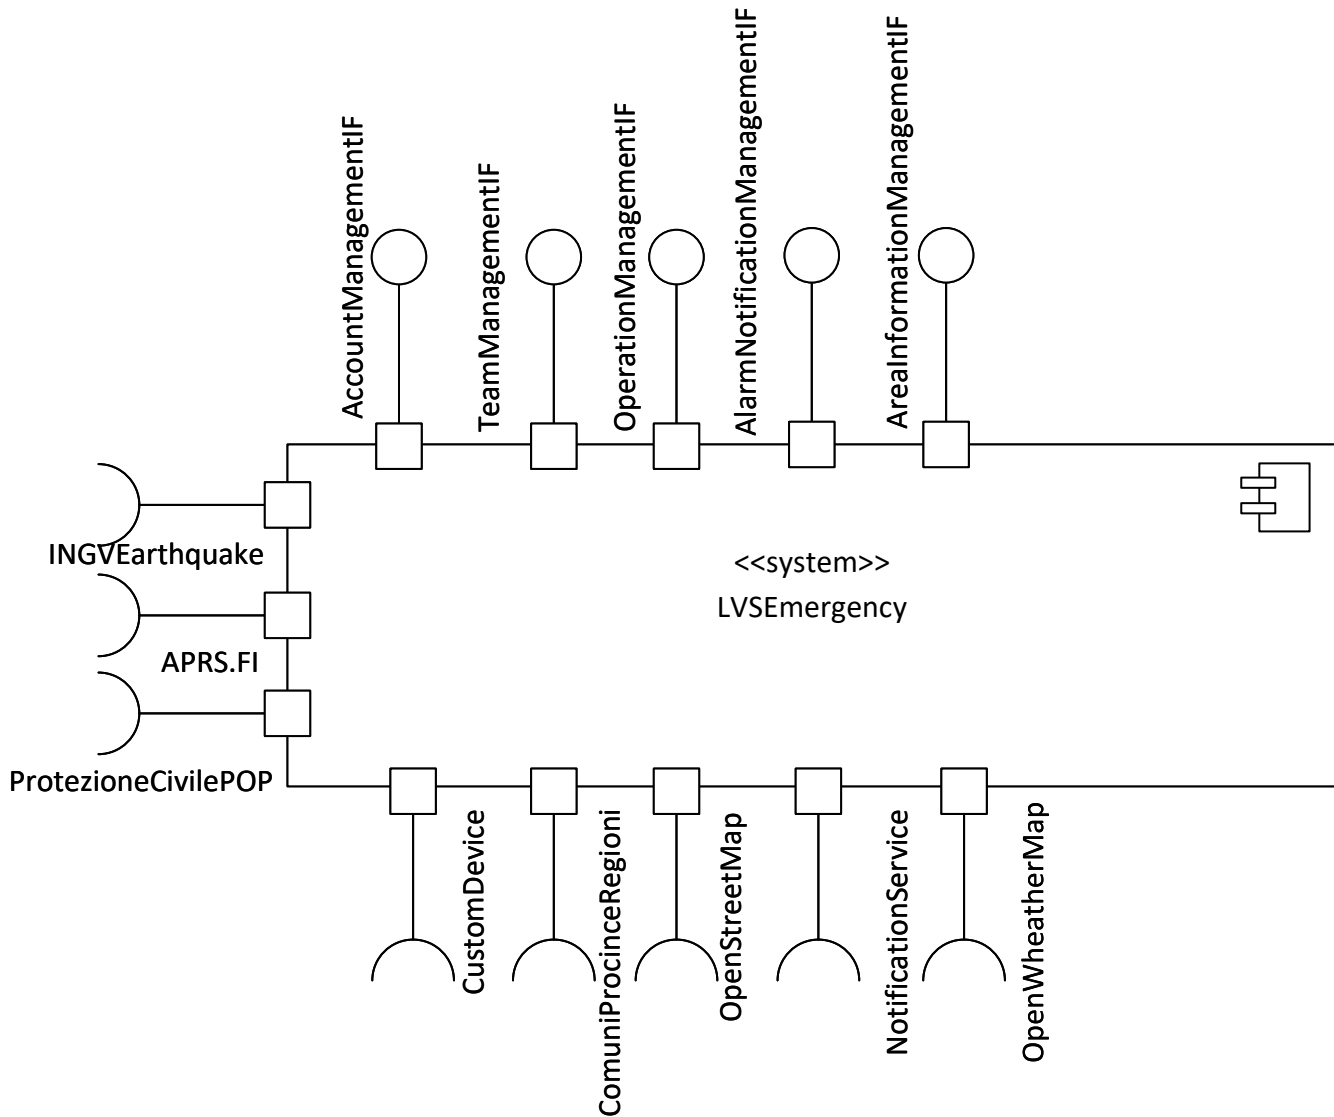 AccountManagementIF
TeamManagementIF
OperationManagementIF
AlarmNotificationManagementIF
AreaInformationManagementIF
INGVEarthquake
APRS.FI
ProtezioneCivilePOP
<<system>>
LVSEmergency
CustomDevice
ComuniProcinceRegioni
OpenStreetMap
NotificationService
OpenWheatherMap